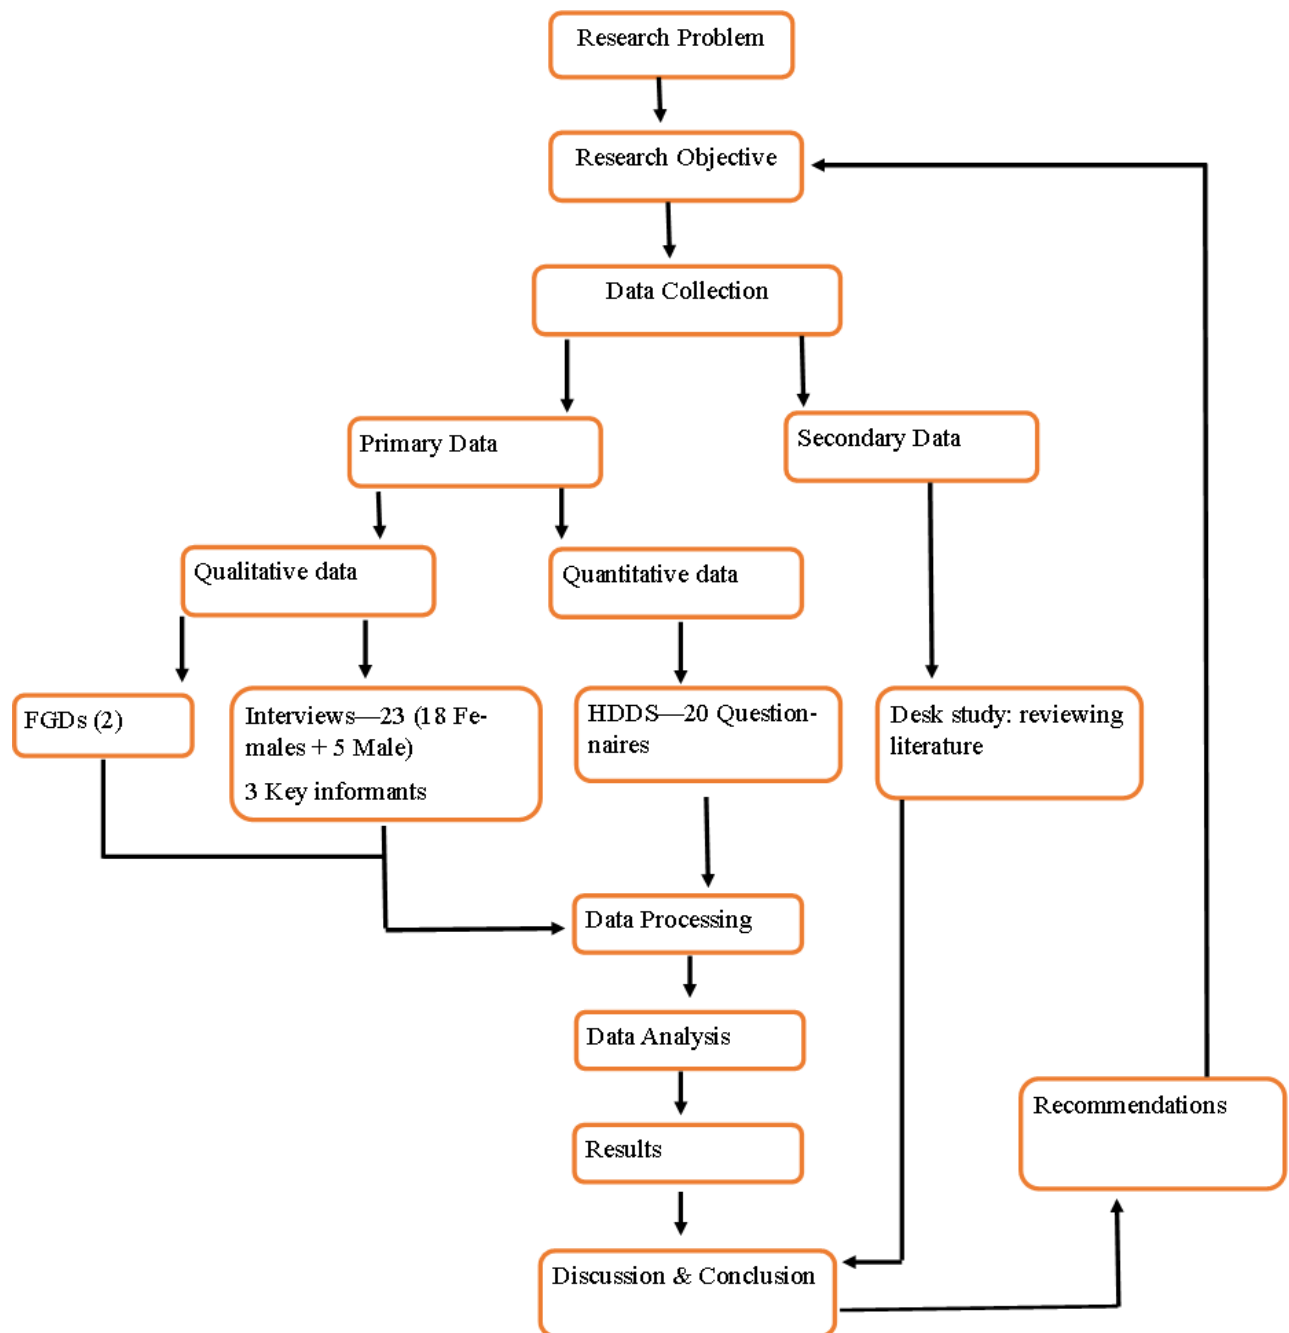 Research Problem
Research Objective
Data Collection
Primary Data
Secondary Data
Qualitative data
Quantitative data
FGDs (2)
Interviews—23 (18 Fe-
males + 5 Male)
3 Key informants
HDDS—20 Question-
naires
Desk study: reviewing
literature
Data Processing
Data Analysis
Results
Recommendations
Discussion & Conclusion